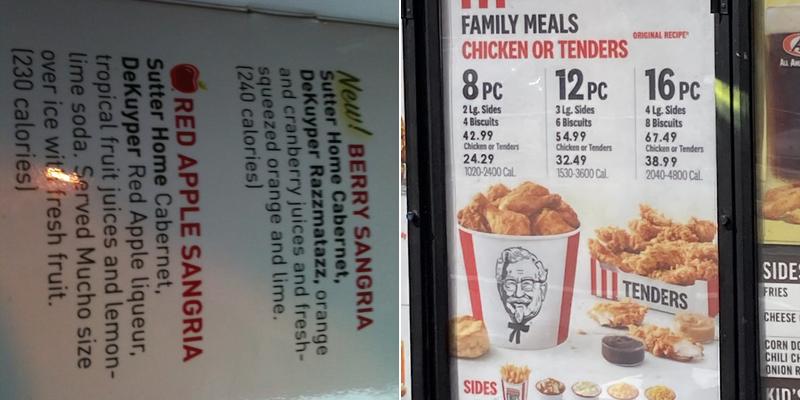 New! BERRY SANGRIA
Sutter Home Cabernet,
DeKuyper Razzmatazz, orange
and cranberry juices and fresh-
squeezed orange and lime.
(240 calories)
RED APPLE SANGRIA
Sutter Home Cabernet,
DeKuyper Red Apple liqueur,
tropical fruit juices and lemon-
lime soda. Served Mucho size
over ice with fresh fruit.
(230 calories)
FAMILY MEALS
CHICKEN OR TENDERS ORIGINAL RECIPE®
8 PC
2 Lg. Sides
4 Biscuits
42.99
Chicken or Tenders
24.29
1020-2400 Cal.
12 PC
3 Lg. Sides
6 Biscuits
54.99
Chicken or Tenders
32.49
1530-3600 Cal.
16 PC
4 Lg. Sides
8 Biscuits
67.49
Chicken or Tenders
38.99
2040-4800 Cal.
TENDERS
SIDES
A
ALL AM
SIDES
FRIES
CHEESE
CORN DO
CHILI CH
ONION R
KID'S